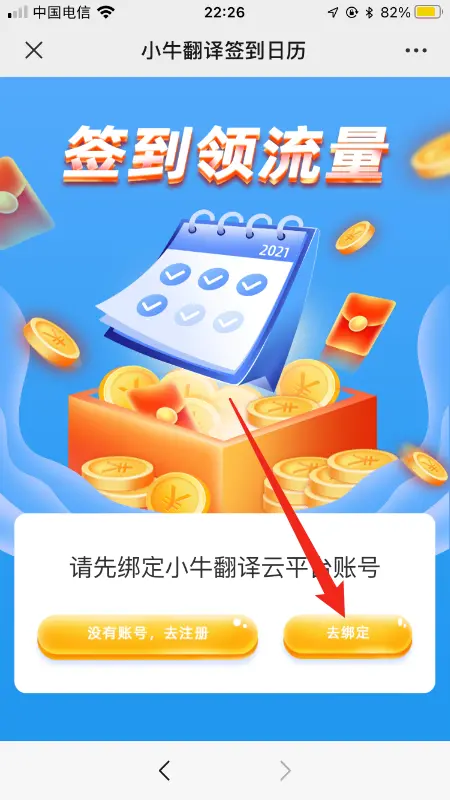 中国电信
22:26
82%
小牛翻译签到日历
签到领流量
2021
请先绑定小牛翻译云平台账号
没有账号，去注册
去绑定